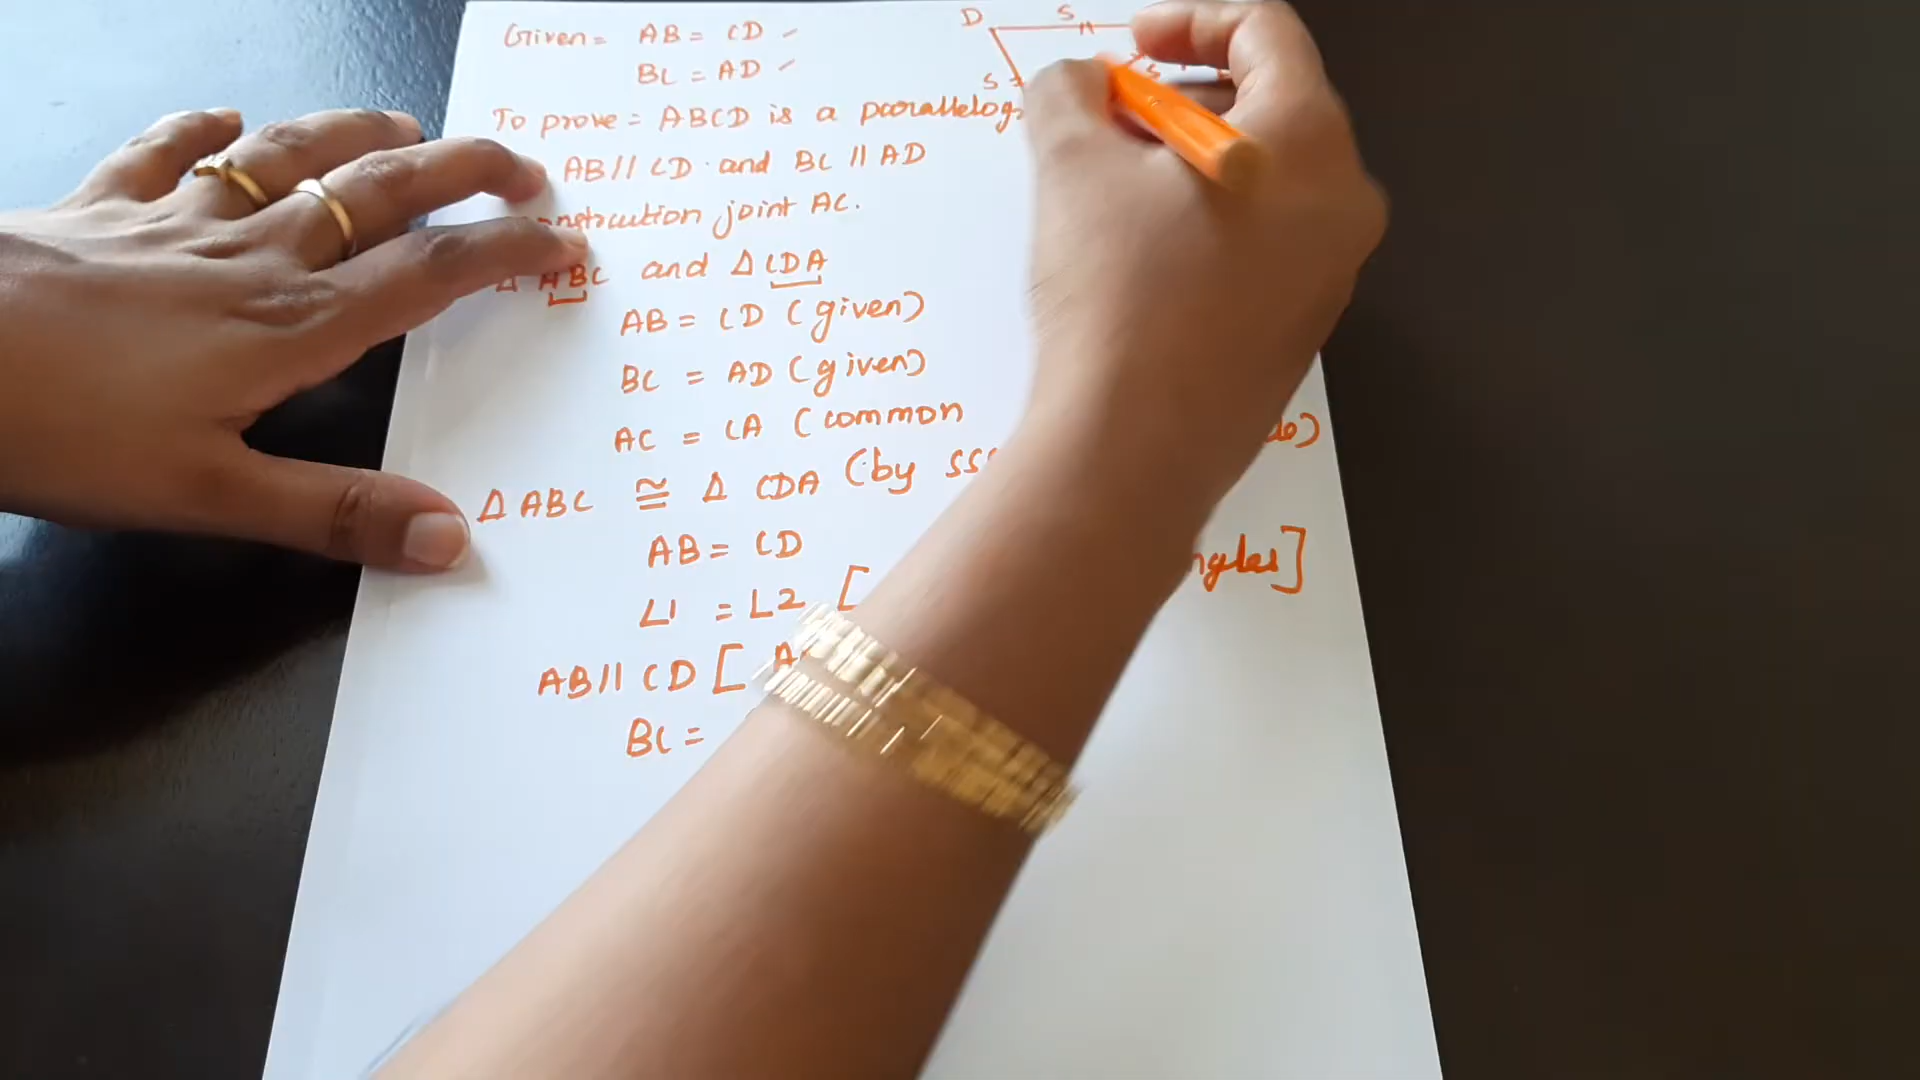 Given = AB = CD
BC = AD
D S
S
S
To prove = ABCD is a
AB // CD and BC // AD
joint AC.
Δ ABC and Δ CDA
AB = CD (given)
BC = AD (given)
AC = CA (common
Δ ABC ≅ Δ CDA (by
AB = CD
∠1 = ∠2 [
AB // CD [
BC =